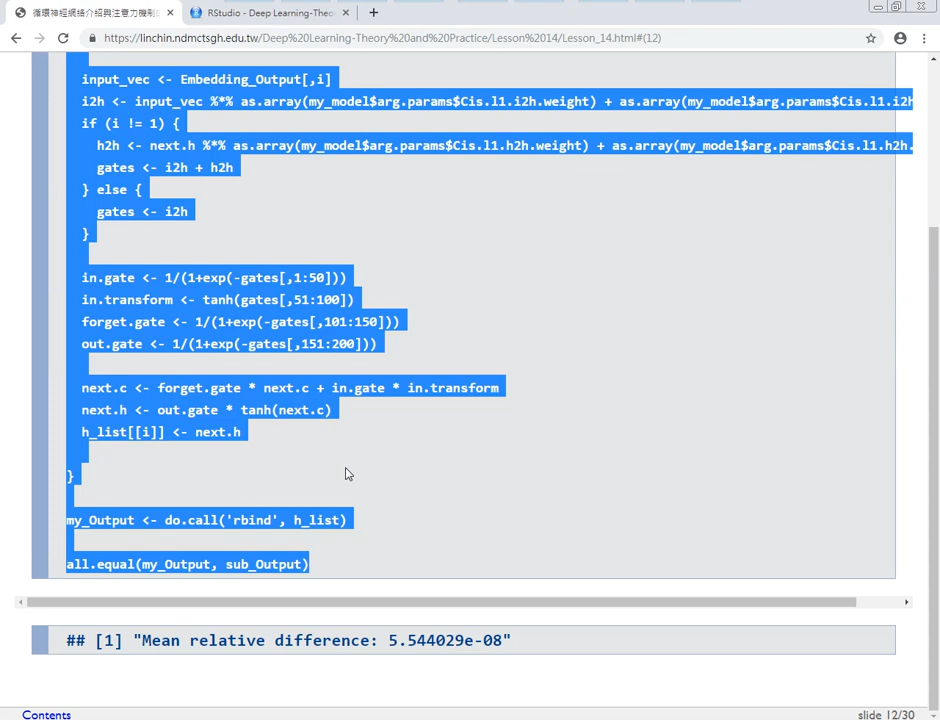 循環神經網絡介紹與注意力機制
RStudio - Deep Learning-Theo
https://linchin.ndmctsgh.edu.tw/Deep%20Learning-Theory%20and%20Practice/Lesson%2014/Lesson_14.html#(12)
input_vec <- Embedding_Output[,i]
i2h <- input_vec %*% as.array(my_model$arg.params$Cis.l1.i2h.weight) + as.array(my_model$arg.params$Cis.l1.i2h
if (i != 1) {
h2h <- next.h %*% as.array(my_model$arg.params$Cis.l1.h2h.weight) + as.array(my_model$arg.params$Cis.l1.h2h.
gates <- i2h + h2h
} else {
gates <- i2h
}
in.gate <- 1/(1+exp(-gates[,1:50]))
in.transform <- tanh(gates[,51:100])
forget.gate <- 1/(1+exp(-gates[,101:150]))
out.gate <- 1/(1+exp(-gates[,151:200]))
next.c <- forget.gate * next.c + in.gate * in.transform
next.h <- out.gate * tanh(next.c)
h_list[[i]] <- next.h
}
my_Output <- do.call('rbind', h_list)
all.equal(my_Output, sub_Output)
## [1] "Mean relative difference: 5.544029e-08"
Contents
slide 12/30